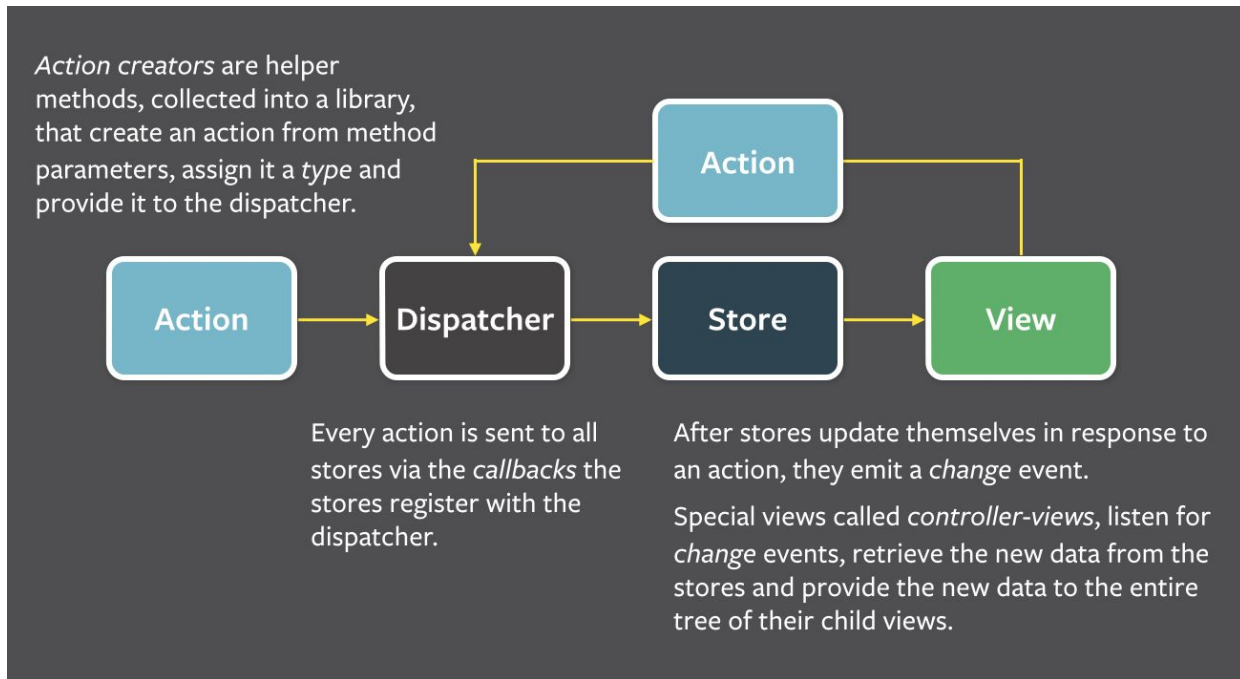 Action creators are helper
methods, collected into a library,
that create an action from method
parameters, assign it a type and
provide it to the dispatcher.
Action
Action
Dispatcher
Store
View
Every action is sent to all
stores via the callbacks the
stores register with the
dispatcher.
After stores update themselves in response to
an action, they emit a change event.
Special views called controller-views, listen for
change events, retrieve the new data from the
stores and provide the new data to the entire
tree of their child views.